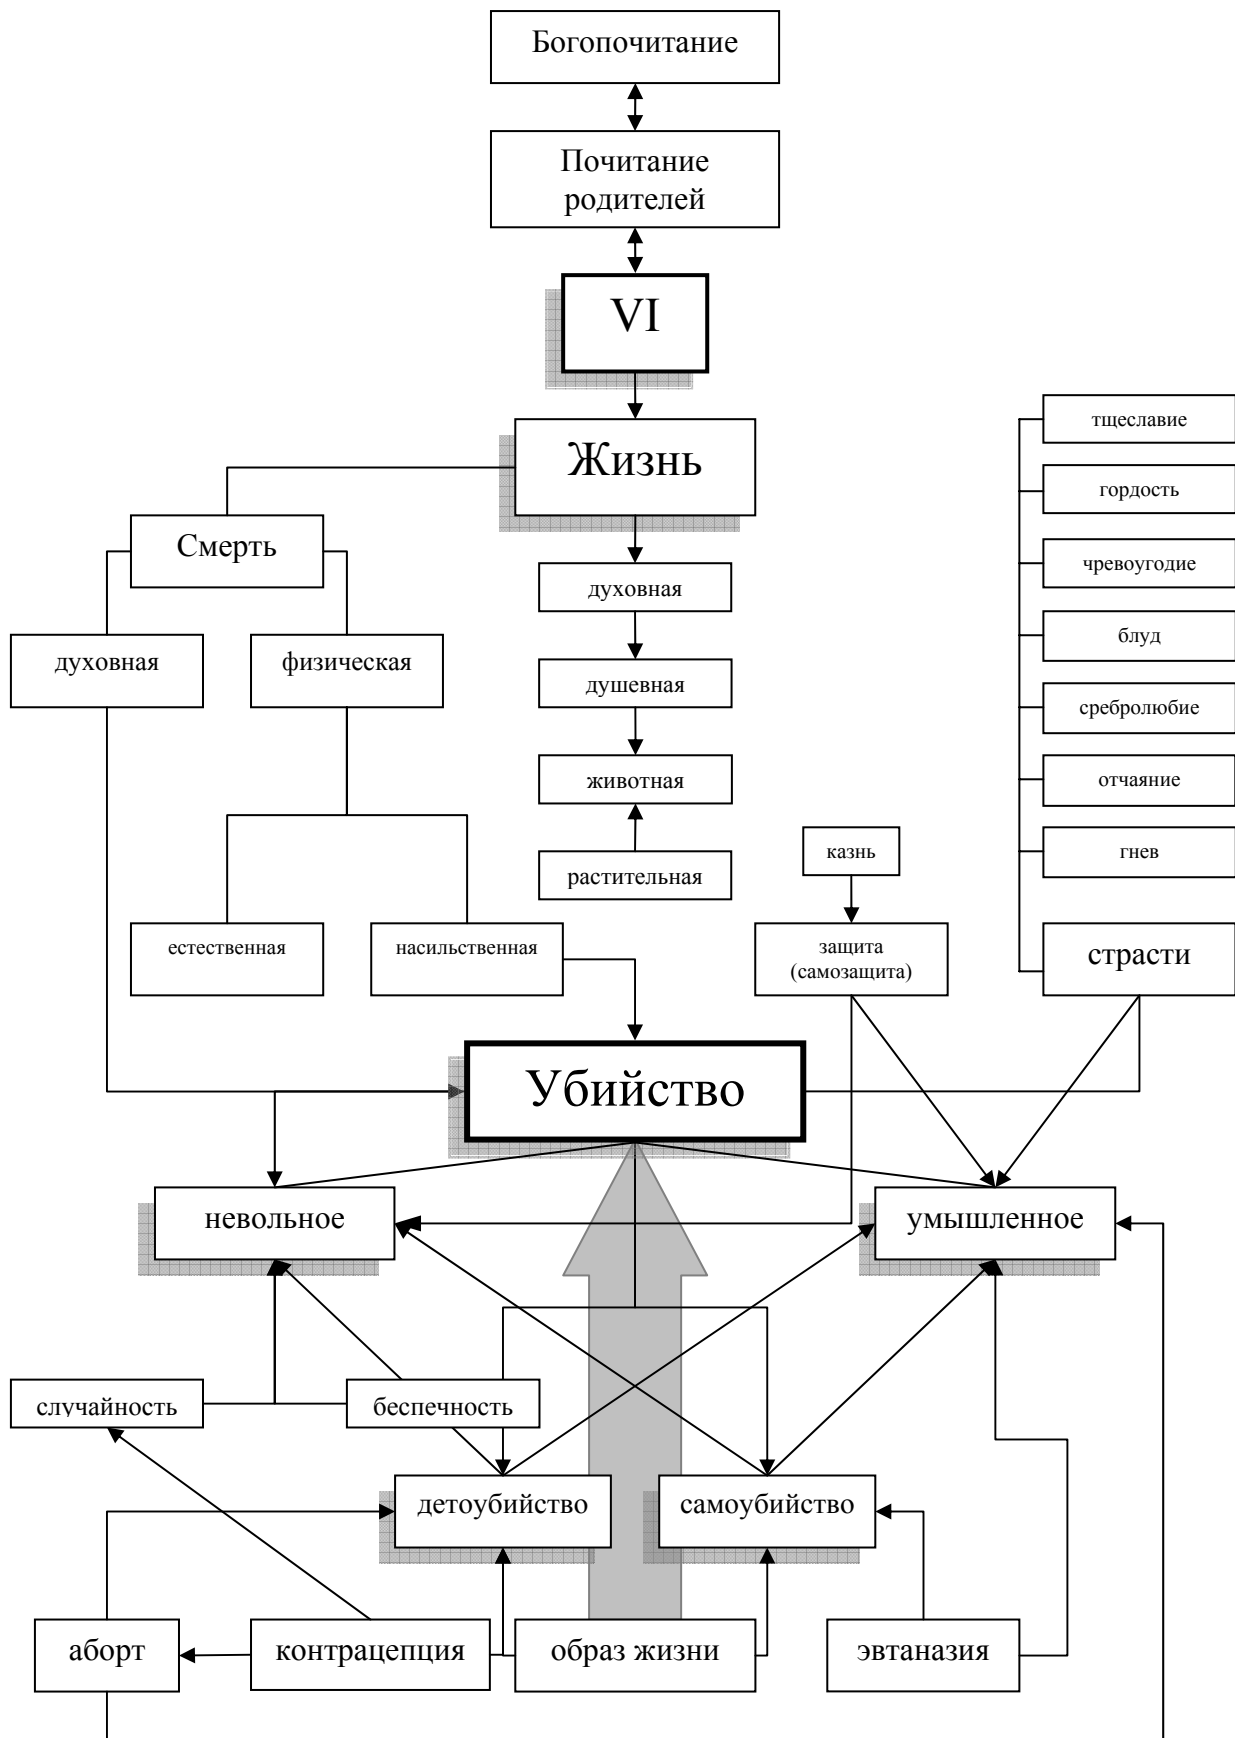 Богопочитание
Почитание
родителей
VI
Жизнь
тщеславие
гордость
Смерть
чревоугодие
духовная
блуд
духовная
физическая
душевная
сребролюбие
животная
отчаяние
казнь
гнев
растительная
естественная
насильственная
защита
(самозащита)
страсти
Убийство
невольное
умышленное
случайность
беспечность
детоубийство
самоубийство
аборт
контрацепция
образ жизни
эвтаназия